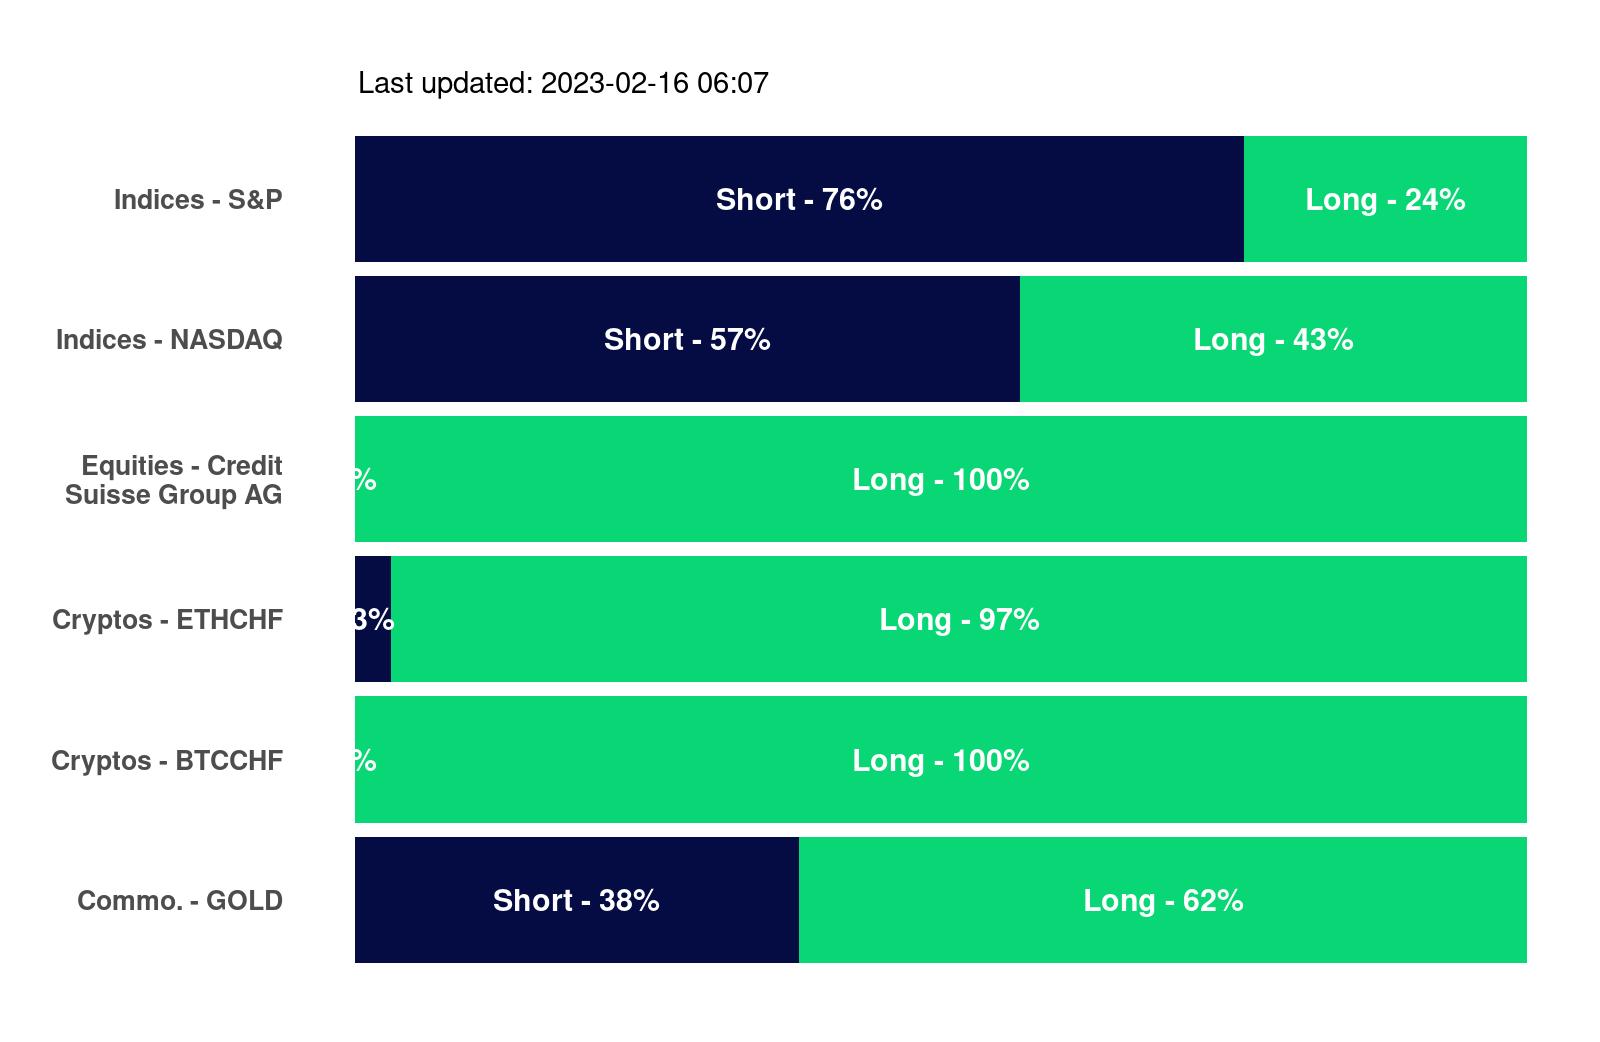 Last updated: 2023-02-16 06:07
Indices - S&P
Short - 76%
Long - 24%
Indices - NASDAQ
Short - 57%
Long - 43%
Equities - Credit
Suisse Group AG
%
Long - 100%
Cryptos - ETHCHF
3%
Long - 97%
Cryptos - BTCCHF
%
Long - 100%
Commo. - GOLD
Short - 38%
Long - 62%